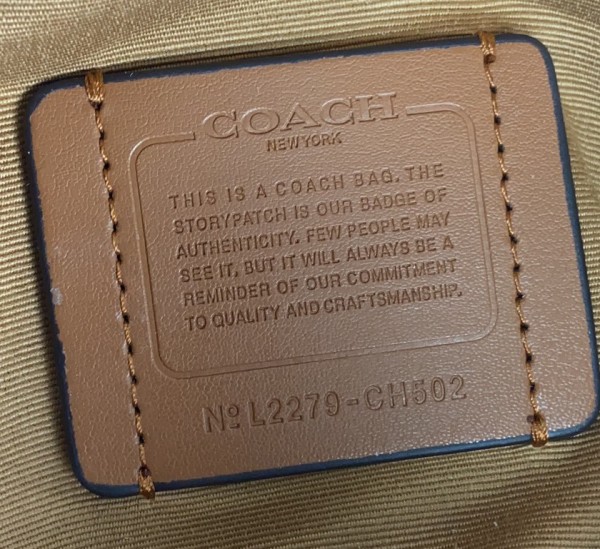 COACH
NEW YORK
THIS IS A COACH BAG. THE
STORYPATCH IS OUR BADGE OF
AUTHENTICITY. FEW PEOPLE MAY
SEE IT, BUT IT WILL ALWAYS BE A
REMINDER OF OUR COMMITMENT
TO QUALITY AND CRAFTSMANSHIP.
Nº L2279-CH502